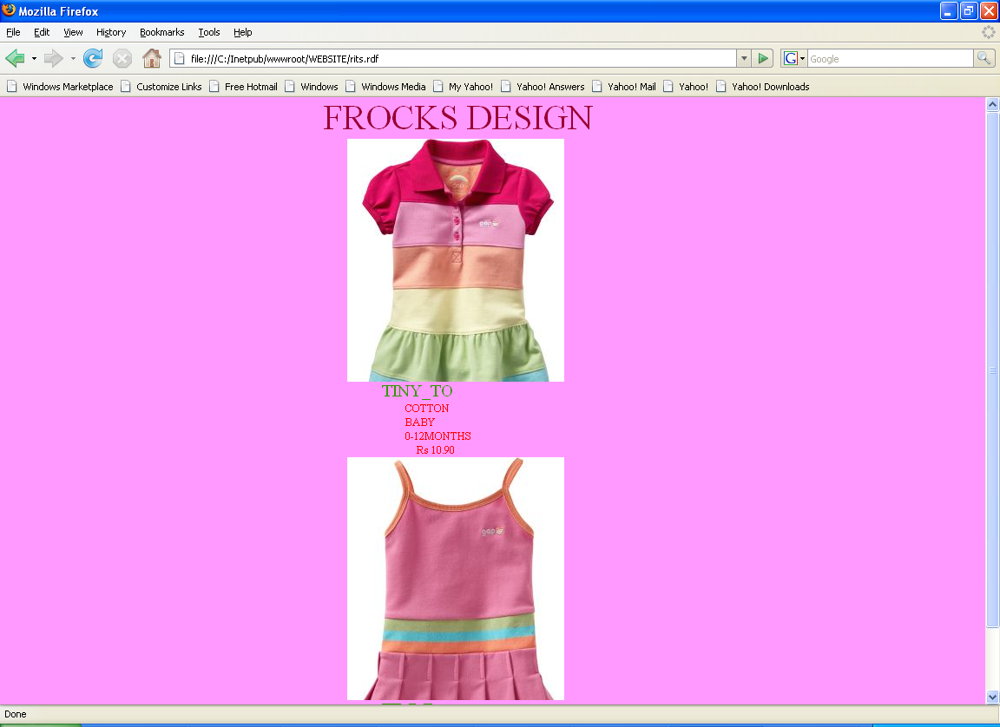 Mozilla Firefox
File Edit View History Bookmarks Tools Help
file:///C:/Inetpub/wwwroot/WEBSITE/rits.rdf G Google
Windows Marketplace Customize Links Free Hotmail Windows Windows Media My Yahoo! Yahoo! Answers Yahoo! Mail Yahoo! Yahoo! Downloads
FROCKS DESIGN
gap
gap
TINY_TO
COTTON
BABY
0-12MONTHS
Rs 10.90
gap
Done